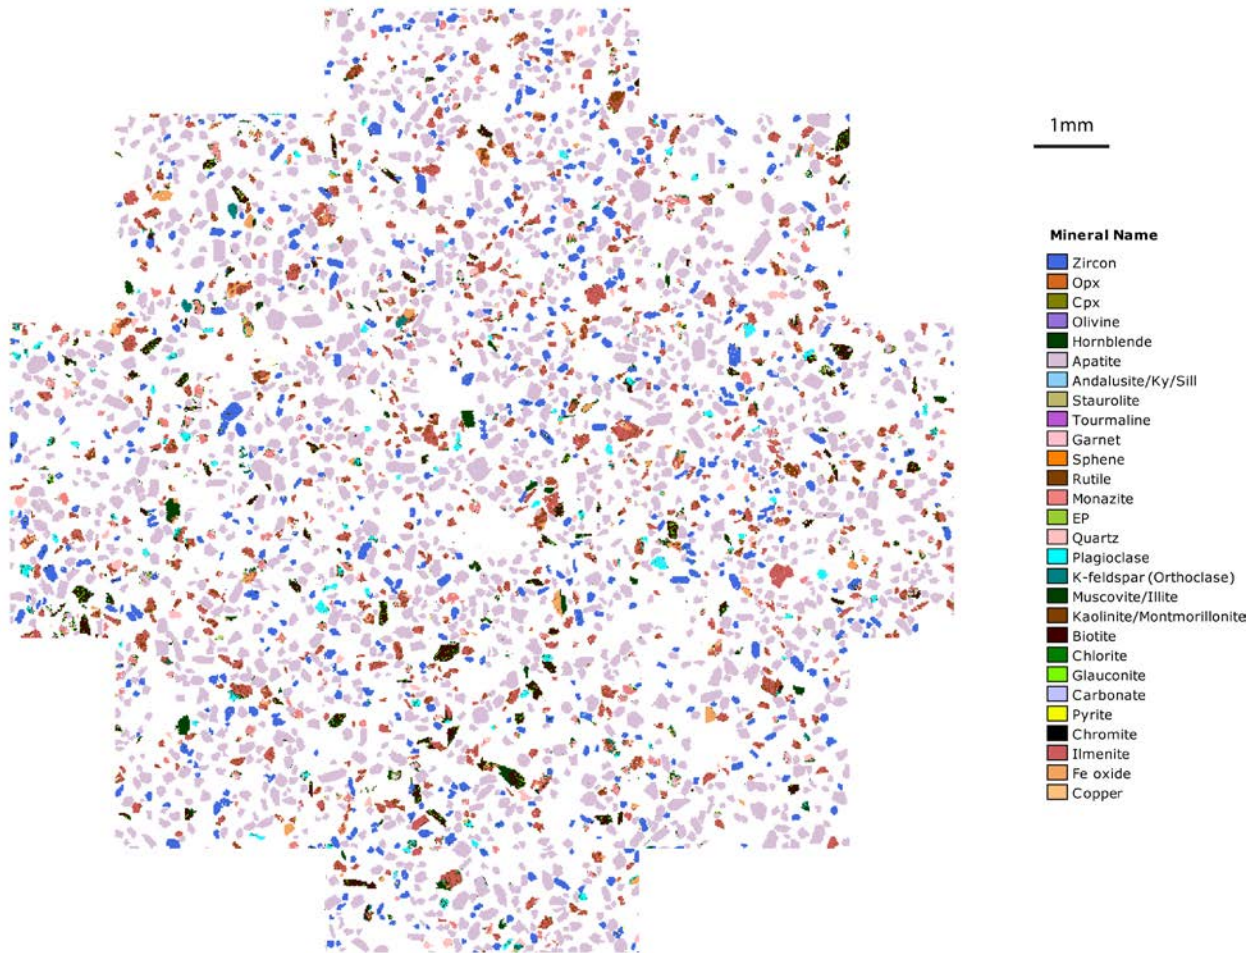 1mm
Mineral Name
Zircon
Opx
Cpx
Olivine
Hornblende
Apatite
Andalusite/Ky/Sill
Staurolite
Tourmaline
Garnet
Sphene
Rutile
Monazite
EP
Quartz
Plagioclase
K-feldspar (Orthoclase)
Muscovite/Illite
Kaolinite/Montmorillonite
Biotite
Chlorite
Glauconite
Carbonate
Pyrite
Chromite
Ilmenite
Fe oxide
Copper